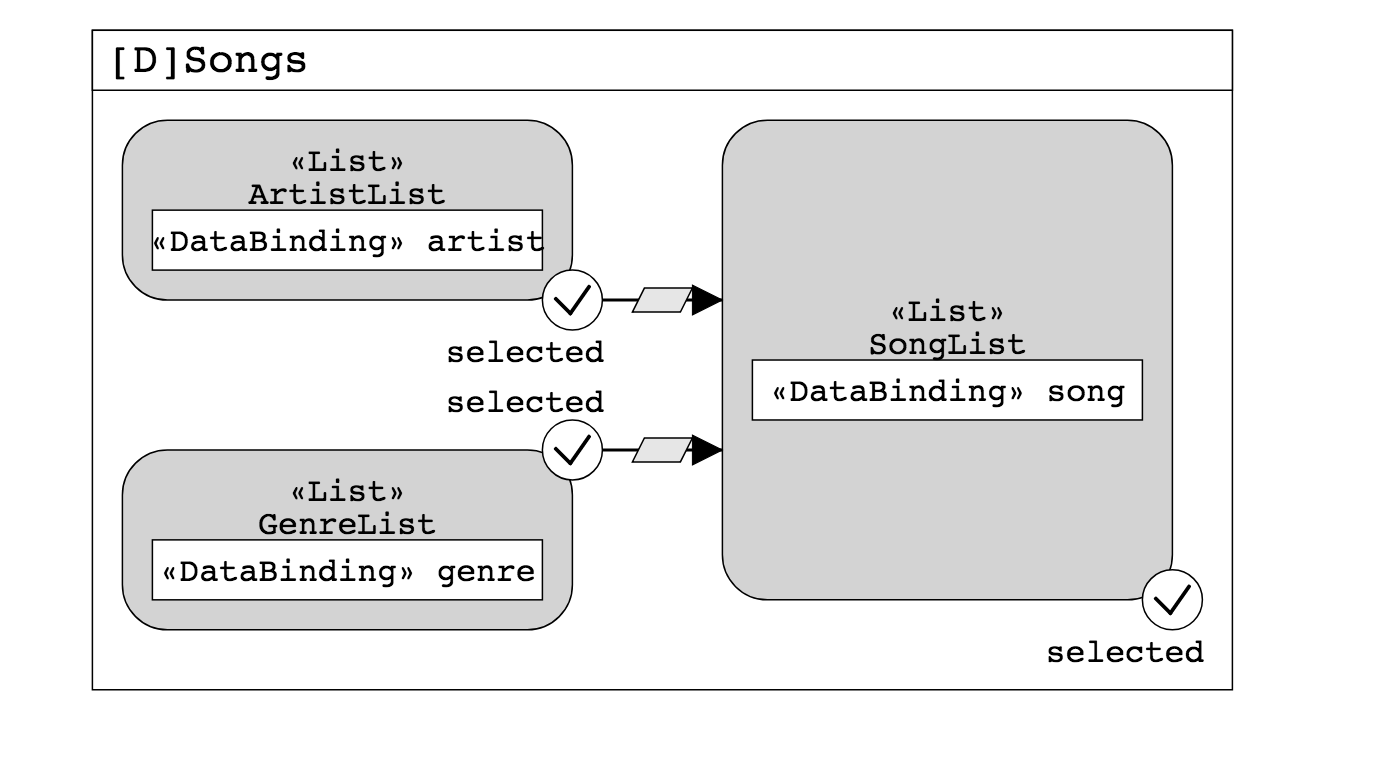 [D]Songs
«List»
ArtistList
«DataBinding» artist
selected
selected
«List»
GenreList
«DataBinding» genre
«List»
SongList
«DataBinding» song
selected